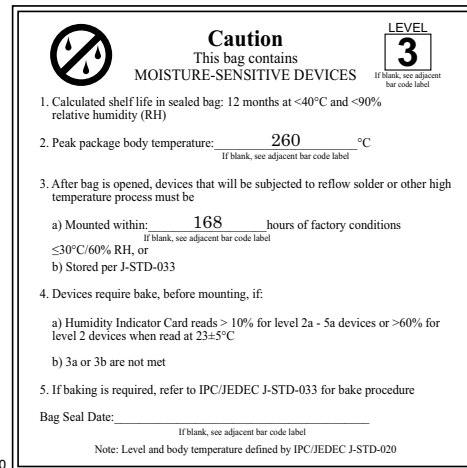 Caution
This bag contains
MOISTURE-SENSITIVE DEVICES
LEVEL
3
If blank, see adjacent
bar code label
1. Calculated shelf life in sealed bag: 12 months at <40°C and <90%
relative humidity (RH)
2. Peak package body temperature: 260 °C
If blank, see adjacent bar code label
3. After bag is opened, devices that will be subjected to reflow solder or other high
temperature process must be
a) Mounted within: 168 hours of factory conditions
If blank, see adjacent bar code label
≤30°C/60% RH, or
b) Stored per J-STD-033
4. Devices require bake, before mounting, if:
a) Humidity Indicator Card reads > 10% for level 2a - 5a devices or >60% for
level 2 devices when read at 23±5°C
b) 3a or 3b are not met
5. If baking is required, refer to IPC/JEDEC J-STD-033 for bake procedure
Bag Seal Date:
If blank, see adjacent bar code label
Note: Level and body temperature defined by IPC/JEDEC J-STD-020